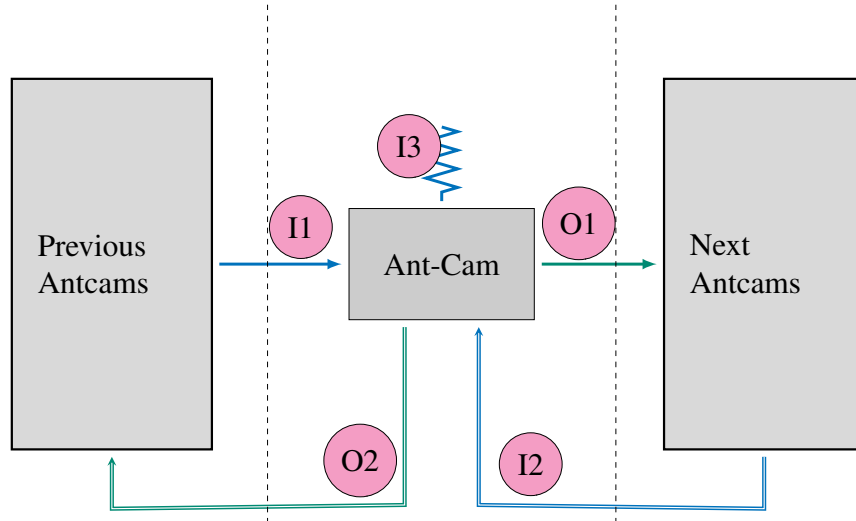 I3
I1
O1
Previous
Antcams
Ant-Cam
Next
Antcams
O2
I2